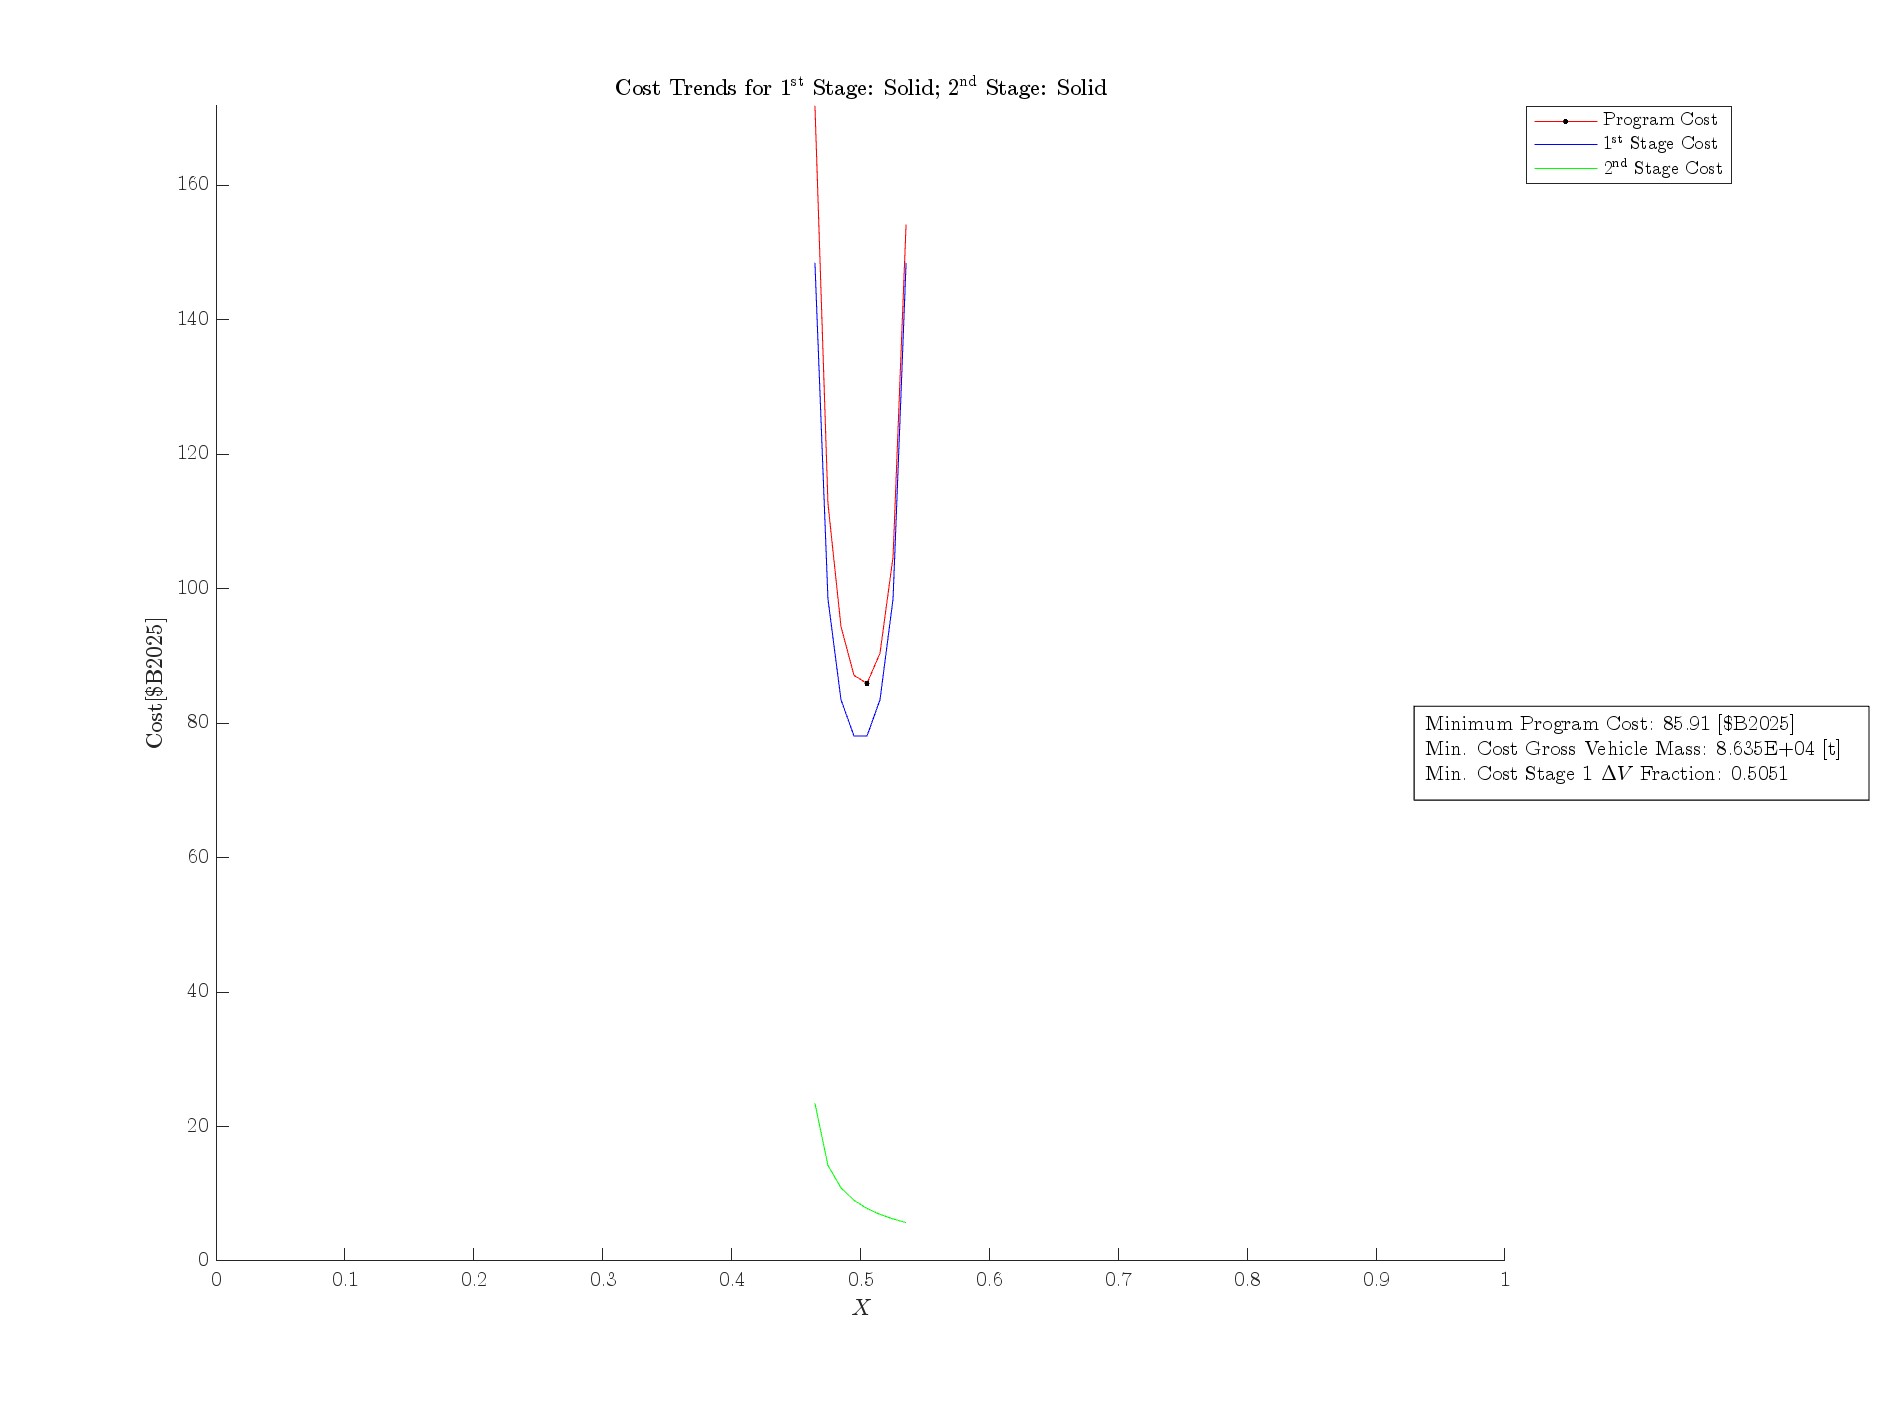 Cost Trends for 1st Stage: Solid; 2nd Stage: Solid
Program Cost
1st Stage Cost
2nd Stage Cost
160
140
120
100
80
60
40
20
0
Cost[$B2025]
Minimum Program Cost: 85.91 [$B2025]
Min. Cost Gross Vehicle Mass: 8.635E+04 [t]
Min. Cost Stage 1 ΔV Fraction: 0.5051
0 0.1 0.2 0.3 0.4 0.5 0.6 0.7 0.8 0.9 1
X